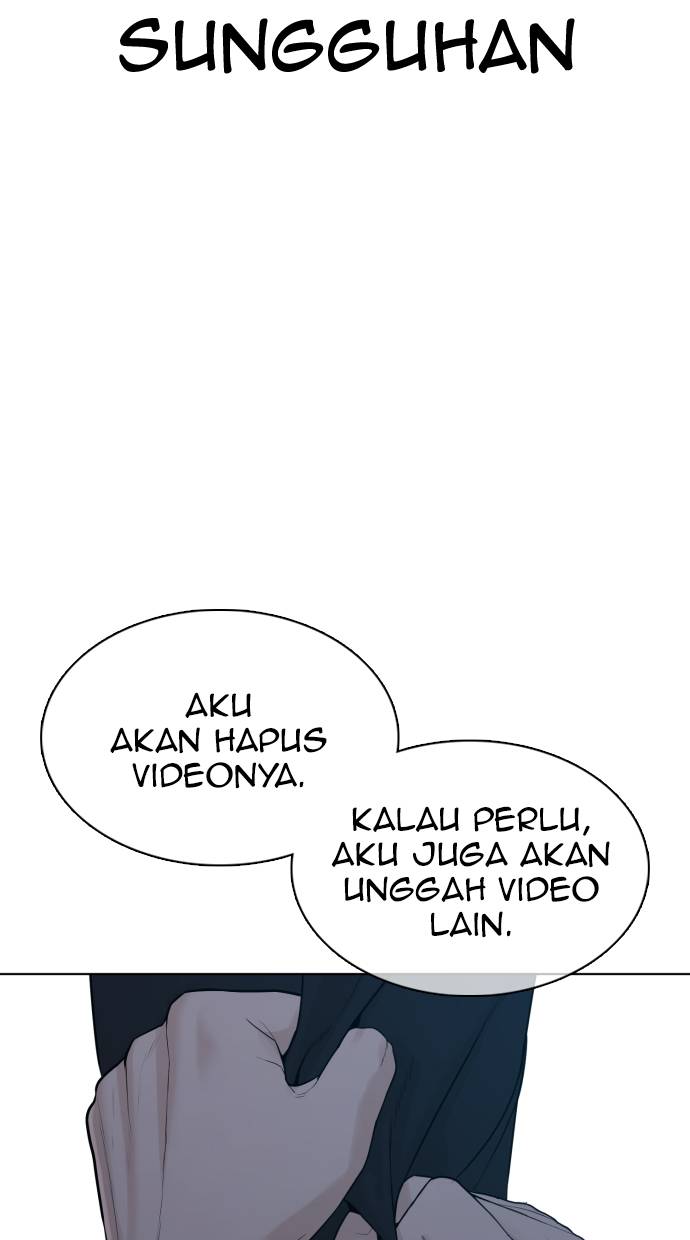 SUNGGUHAN
AKU
AKAN HAPUS
VIDEONYA.
KALAU PERLU,
AKU JUGA AKAN
UNGGAH VIDEO
LAIN.